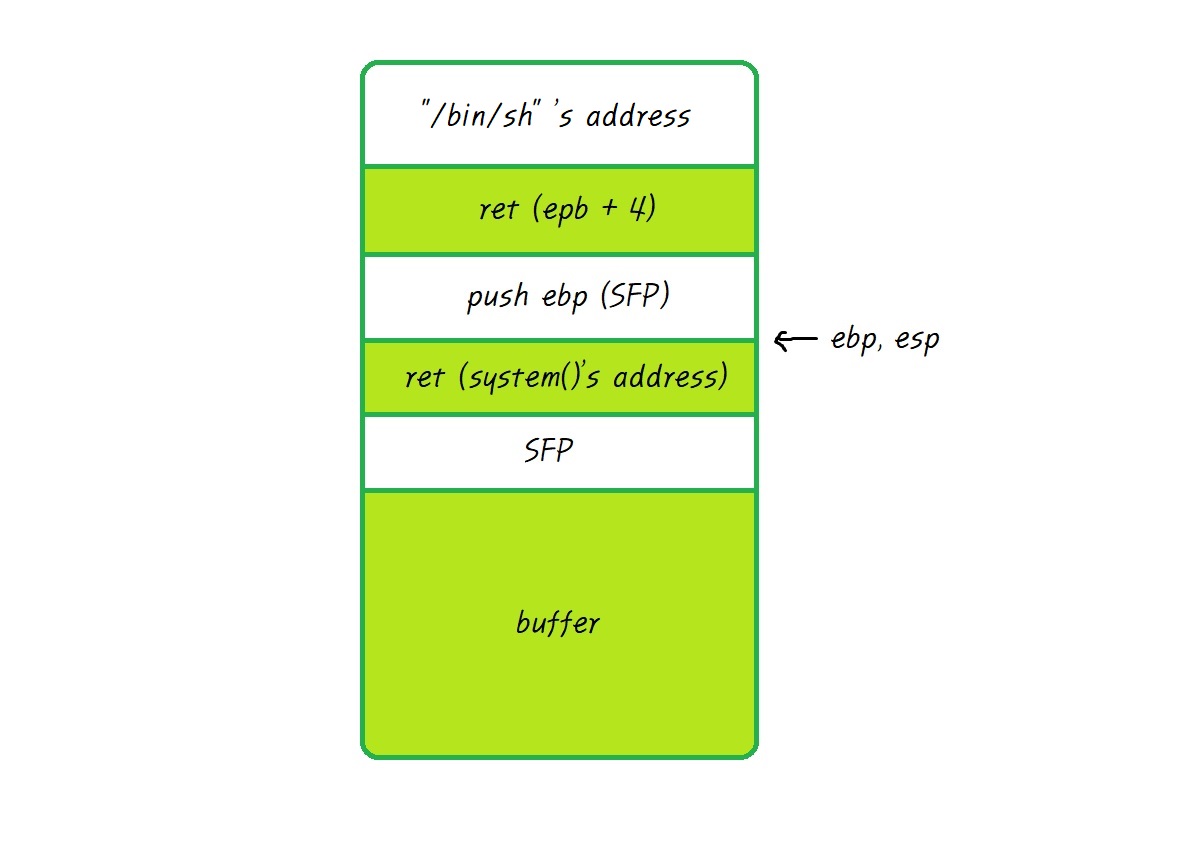 "/bin/sh" 's address
ret (epb + 4)
push ebp (SFP)
← ebp, esp
ret (system()'s address)
SFP
buffer